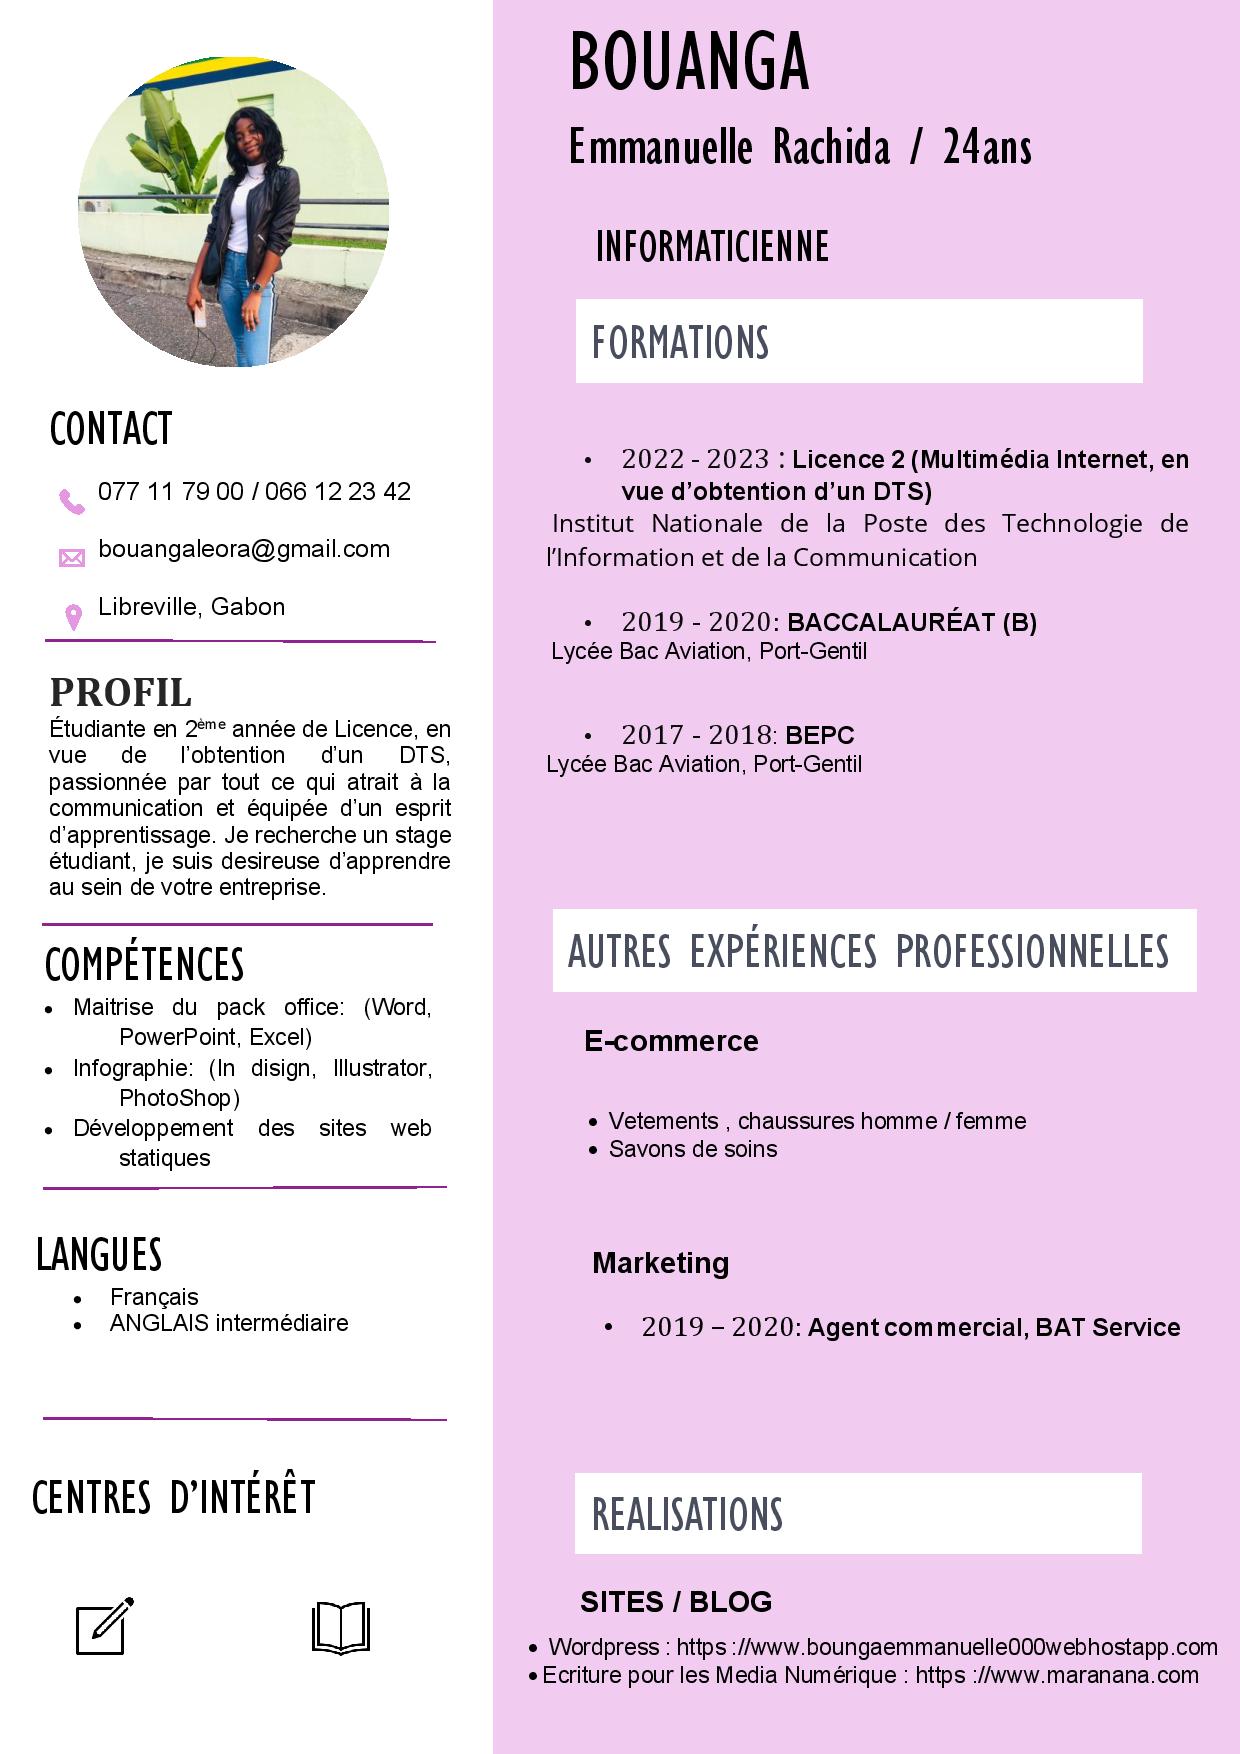 BOUANGA
Emmanuelle Rachida / 24ans
INFORMATICIENNE
CONTACT
077 11 79 00 / 066 12 23 42
bouangaleora@gmail.com
Libreville, Gabon
PROFIL
Étudiante en 2ème année de Licence, en
vue de l'obtention d'un DTS,
passionnée par tout ce qui atrait à la
communication et équipée d'un esprit
d'apprentissage. Je recherche un stage
étudiant, je suis desireuse d'apprendre
au sein de votre entreprise.
COMPÉTENCES
• Maitrise du pack office: (Word,
PowerPoint, Excel)
• Infographie: (In disign, Illustrator,
PhotoShop)
• Développement des sites web
statiques
LANGUES
• Français
• ANGLAIS intermédiaire
CENTRES D'INTÉRÊT
FORMATIONS
• 2022 - 2023 : Licence 2 (Multimédia Internet, en
vue d'obtention d'un DTS)
Institut Nationale de la Poste des Technologie de
l'Information et de la Communication
• 2019 - 2020: BACCALAURÉAT (B)
Lycée Bac Aviation, Port-Gentil
• 2017 - 2018: BEPC
Lycée Bac Aviation, Port-Gentil
AUTRES EXPÉRIENCES PROFESSIONNELLES
E-commerce
• Vetements , chaussures homme / femme
• Savons de soins
Marketing
• 2019 – 2020: Agent commercial, BAT Service
REALISATIONS
SITES / BLOG
• Wordpress : https ://www.boungaemmanuelle000webhostapp.com
• Ecriture pour les Media Numérique : https ://www.maranana.com